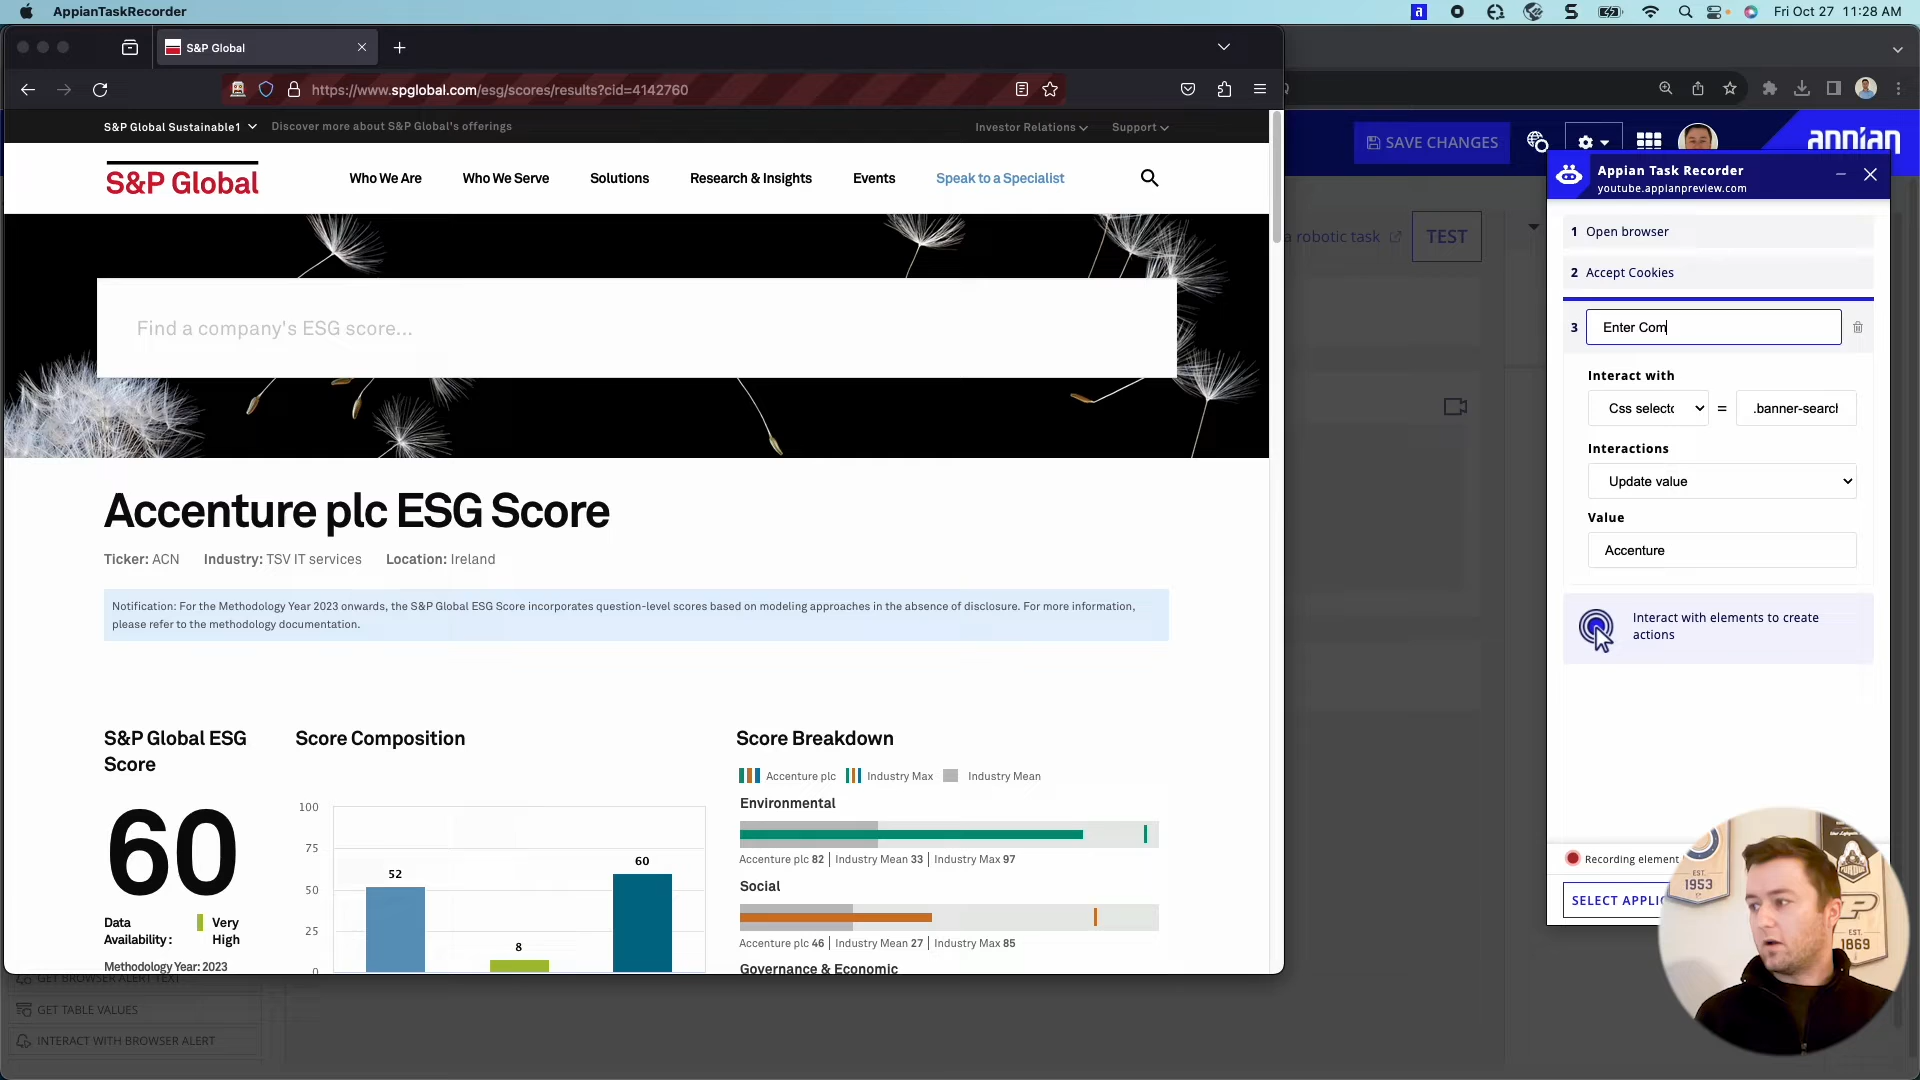 AppianTaskRecorder
Fri Oct 27 11:28 AM
S&P Global
https://www.spglobal.com/esg/scores/results?cid=4142760
S&P Global Sustainable1
Discover more about S&P Global's offerings
Investor Relations
Support
S&P Global
Who We Are
Who We Serve
Solutions
Research & Insights
Events
Speak to a Specialist
Find a company's ESG score...
Accenture plc ESG Score
Ticker: ACN
Industry: TSV IT services
Location: Ireland
Notification: For the Methodology Year 2023 onwards, the S&P Global ESG Score incorporates question-level scores based on modeling approaches in the absence of disclosure. For more information,
please refer to the methodology documentation.
S&P Global ESG
Score
60
Data
Availability:
Very
High
Methodology Year: 2023
Score Composition
100
75
50
25
0
52
8
60
Score Breakdown
Accenture plc
Industry Max
Industry Mean
Environmental
Accenture plc 82 | Industry Mean 33 | Industry Max 97
Social
Accenture plc 46 | Industry Mean 27 | Industry Max 85
Governance & Economic
GET BROWSER ALERT TEXT
GET TABLE VALUES
INTERACT WITH BROWSER ALERT
SAVE CHANGES
appian
a robotic task
TEST
Appian Task Recorder
youtube.appianpreview.com
1 Open browser
2 Accept Cookies
3 Enter Com
Interact with
Css selecto
=
.banner-search
Interactions
Update value
Value
Accenture
Interact with elements to create
actions
Recording element
SELECT APPLIC
EST.
1953
PURDUE
EST.
1869